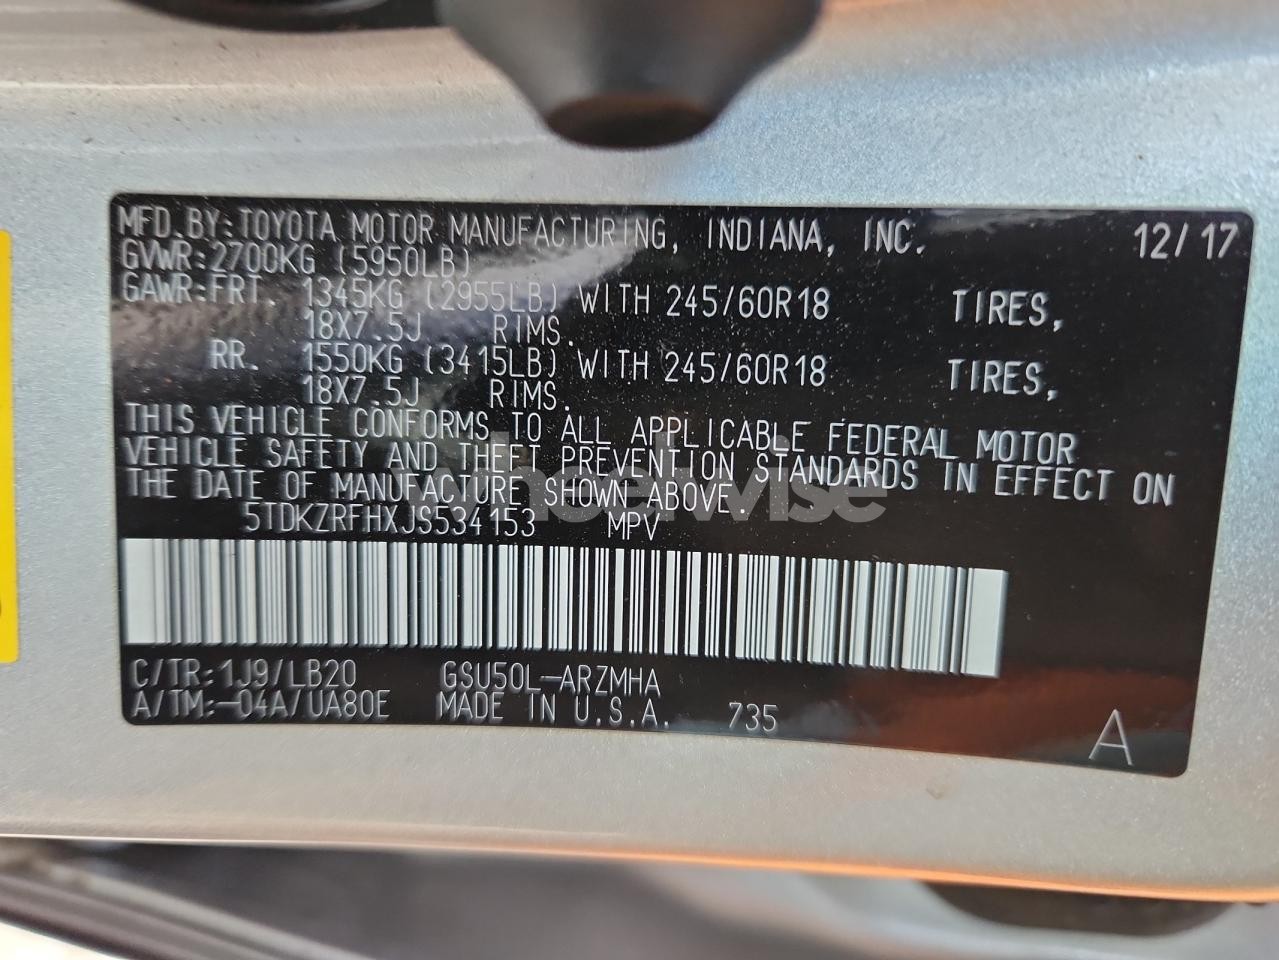 MFD. BY: TOYOTA MOTOR MANUFACTURING, INDIANA, INC. 12/17
GVWR: 2700KG (5950LB)
GAWR: FRT. 1345KG (2955LB) WITH 245/60R18 TIRES,
18X7.5J RIMS.
RR. 1550KG (3415LB) WITH 245/60R18 TIRES,
18X7.5J RIMS.
THIS VEHICLE CONFORMS TO ALL APPLICABLE FEDERAL MOTOR
VEHICLE SAFETY AND THEFT PREVENTION STANDARDS IN EFFECT ON
THE DATE OF MANUFACTURE SHOWN ABOVE.
wheelwise
5TDKZRFHXJS534153 MPV
C/TR: 1J9/LB20 GSU50L-ARZMHA
A/TM: -04A/UA80E MADE IN U.S.A. 735
A